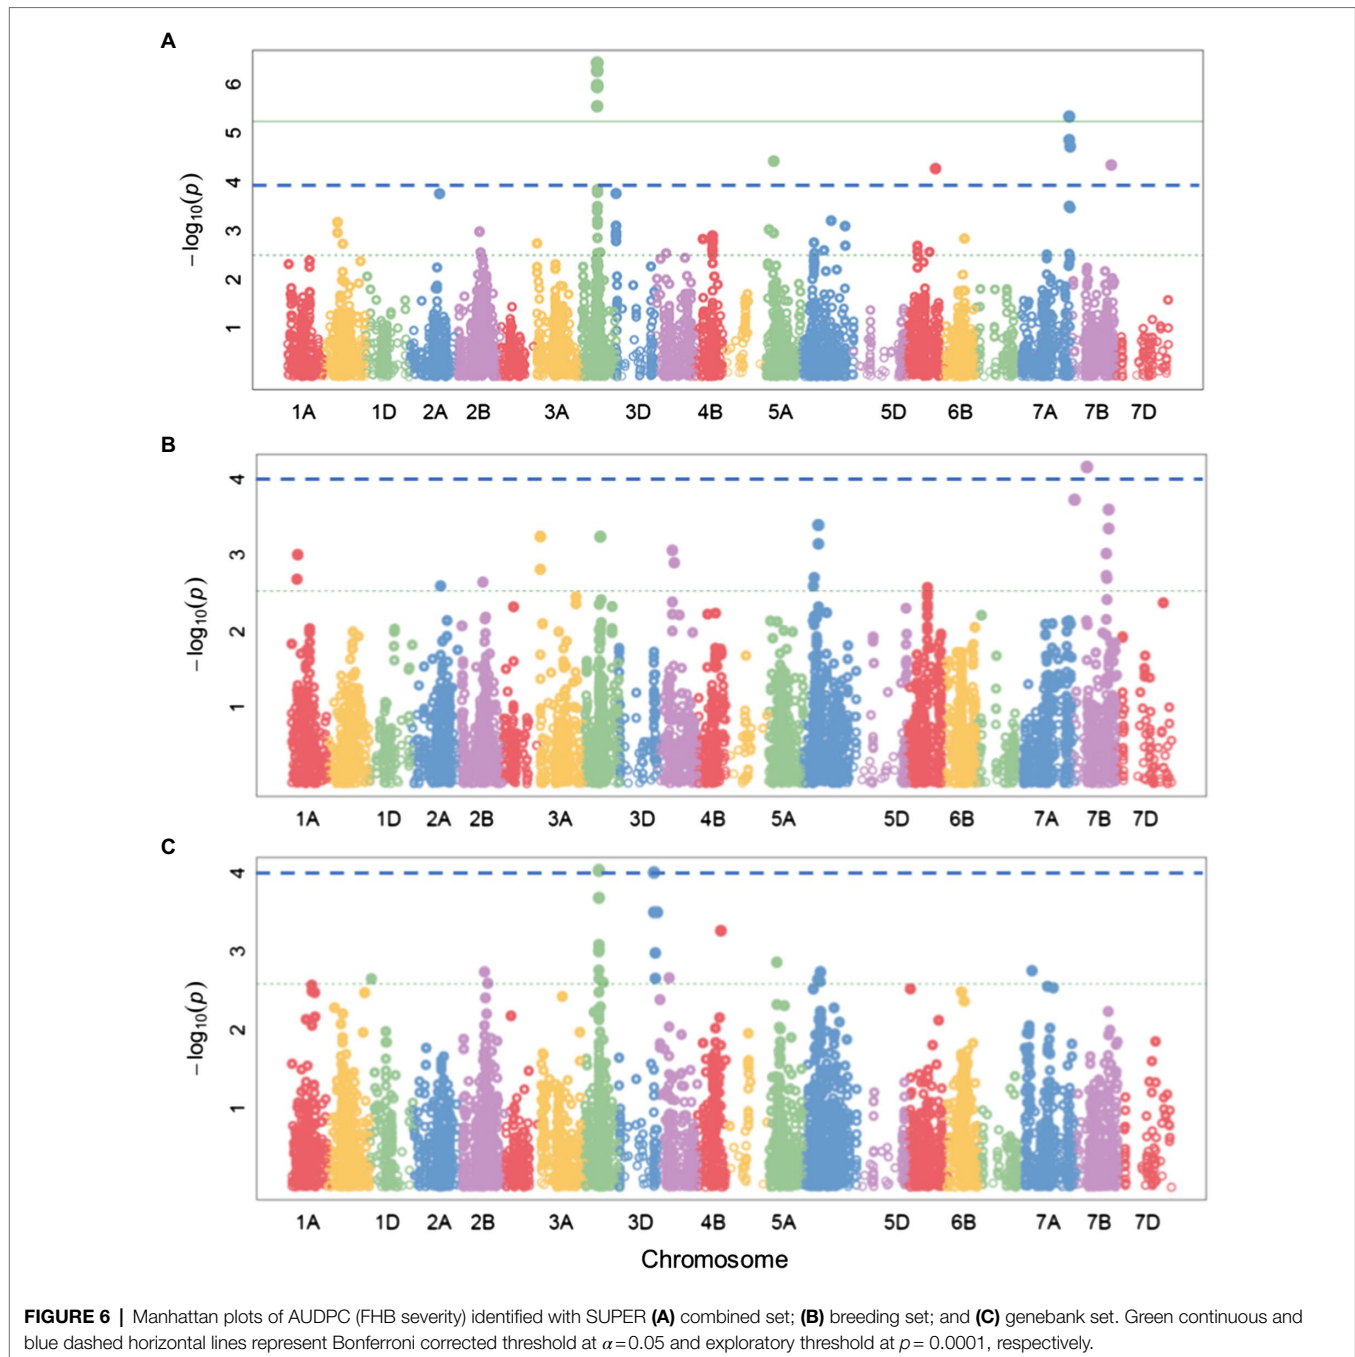 A
−log10(p)
6
5
4
3
2
1
1A 1D 2A 2B 3A 3D 4B 5A 5D 6B 7A 7B 7D
B
−log10(p)
4
3
2
1
1A 1D 2A 2B 3A 3D 4B 5A 5D 6B 7A 7B 7D
C
−log10(p)
4
3
2
1
1A 1D 2A 2B 3A 3D 4B 5A 5D 6B 7A 7B 7D
Chromosome
FIGURE 6 | Manhattan plots of AUDPC (FHB severity) identified with SUPER (A) combined set; (B) breeding set; and (C) genebank set. Green continuous and
blue dashed horizontal lines represent Bonferroni corrected threshold at α=0.05 and exploratory threshold at p = 0.0001, respectively.